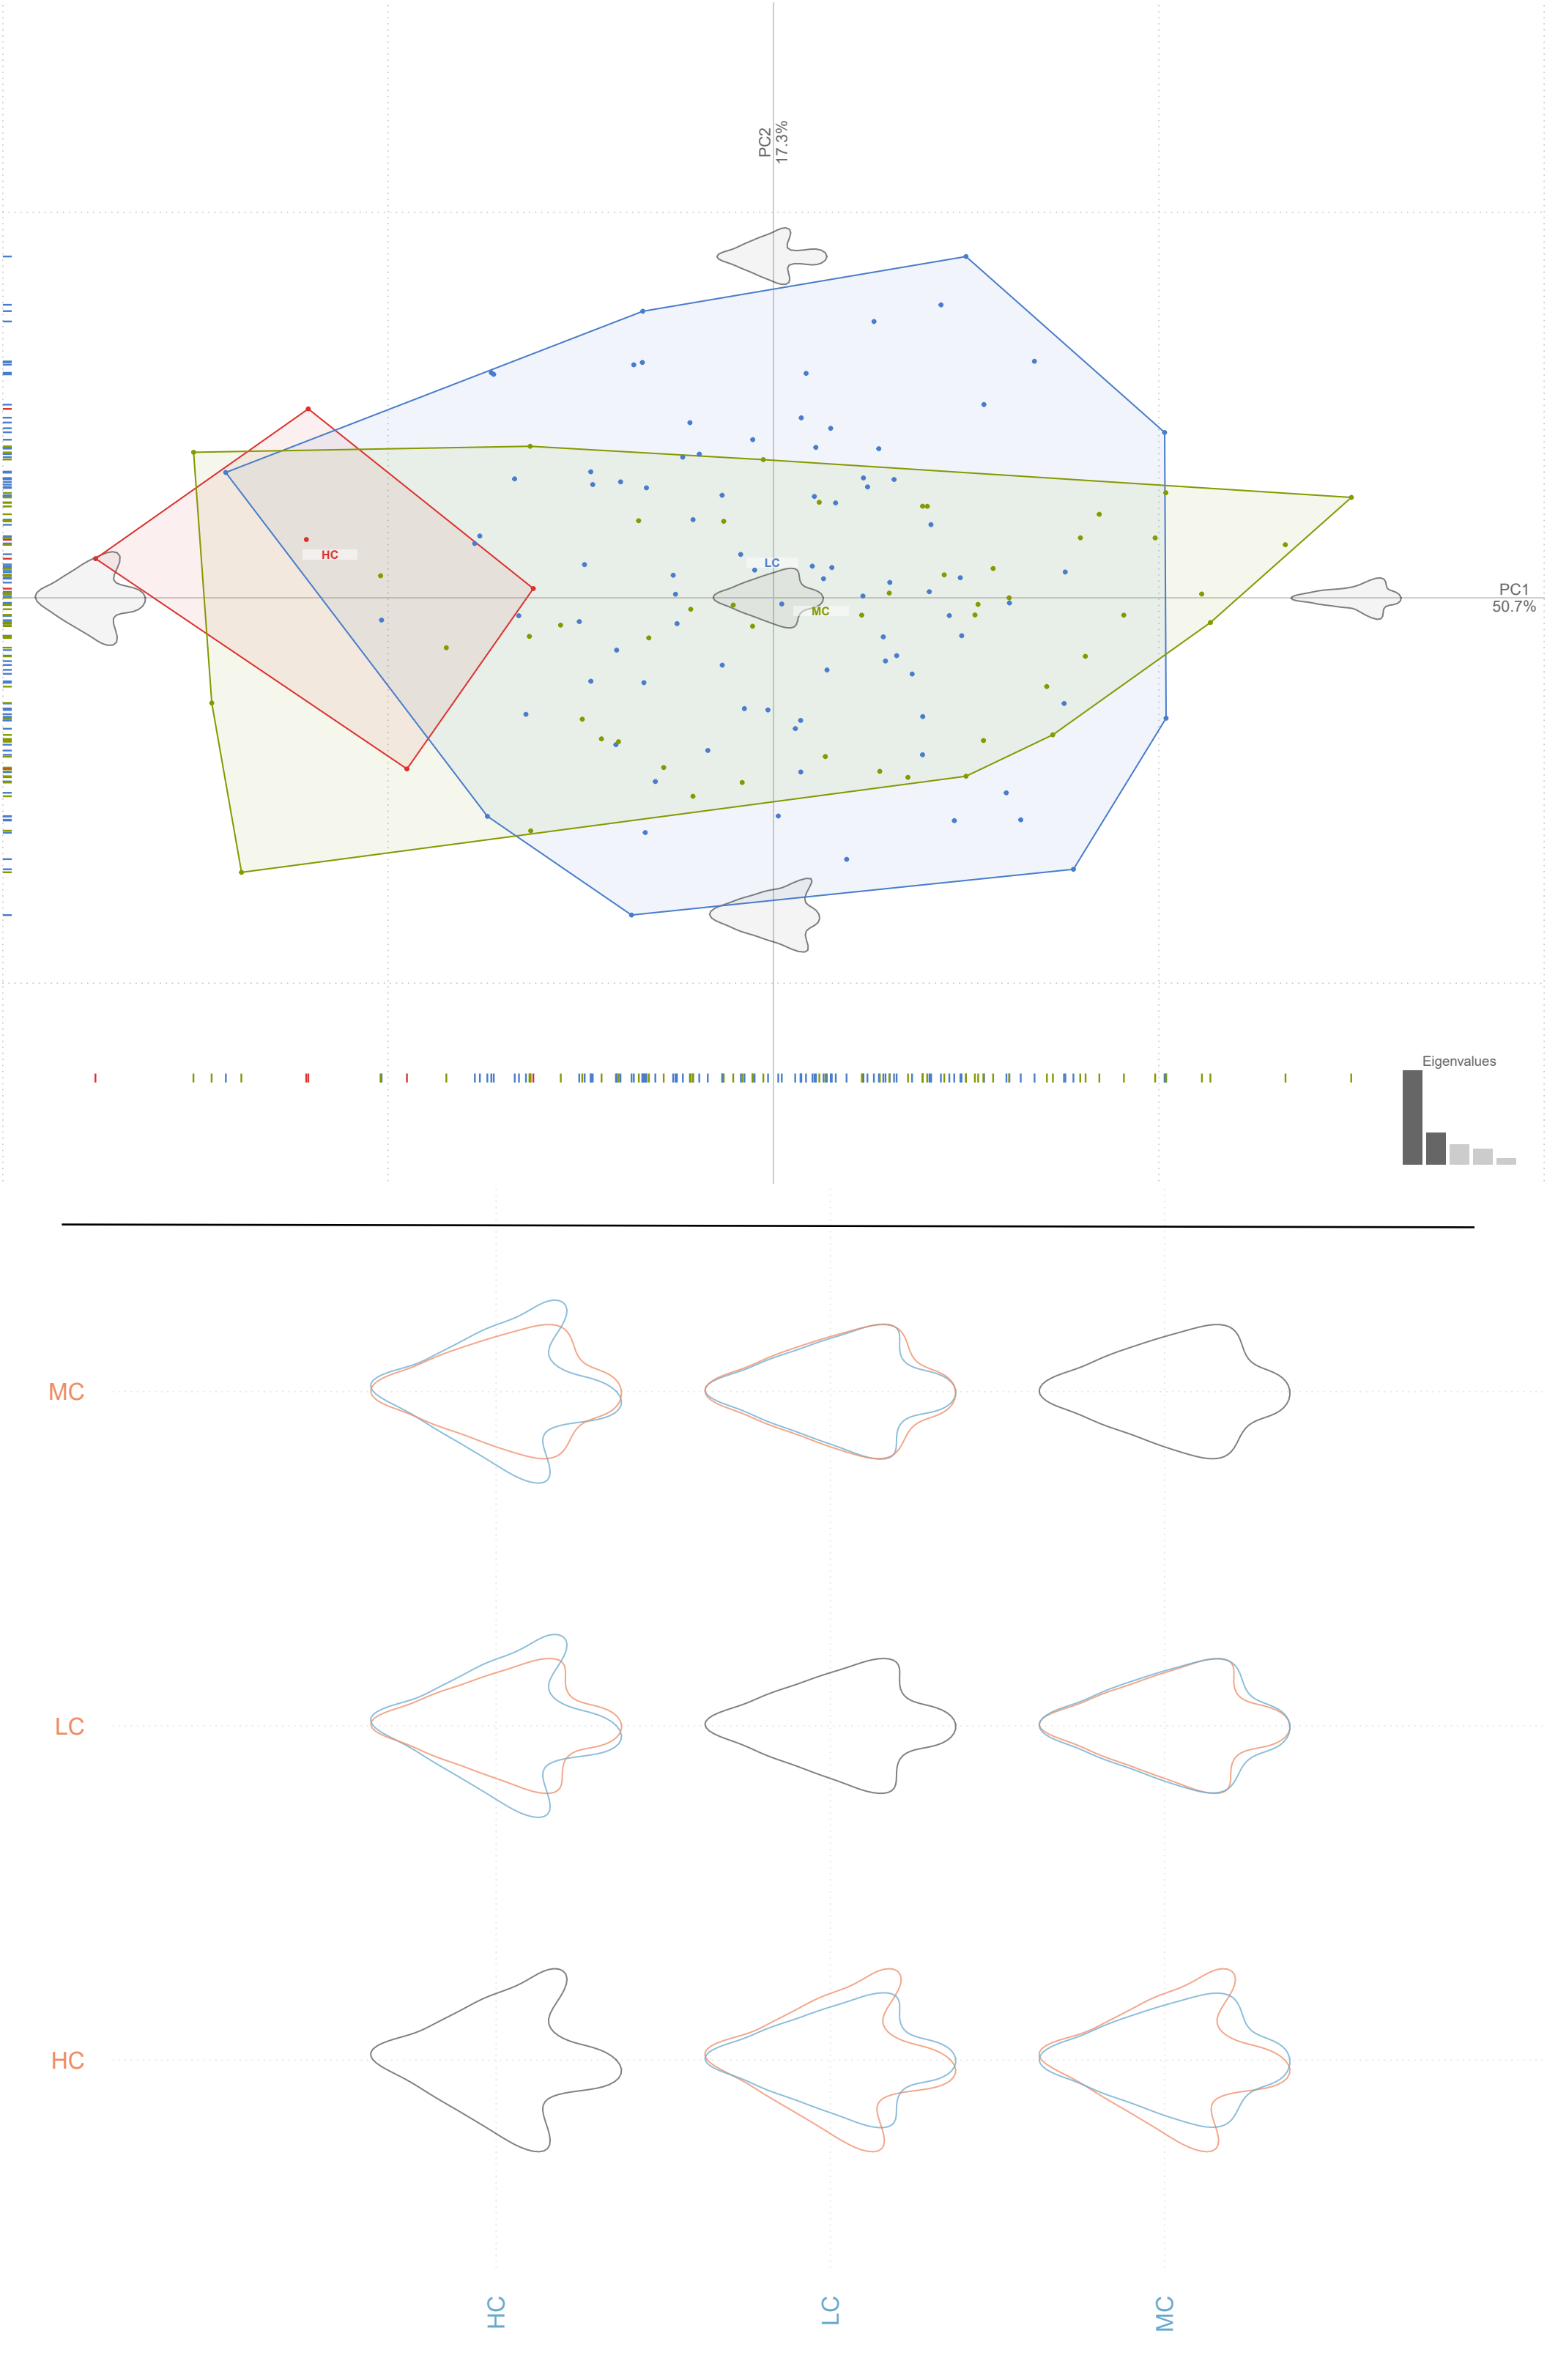 PC2
17.3%
HC
LC
MC
PC1
50.7%
Eigenvalues
MC
LC
HC
HC
LC
MC